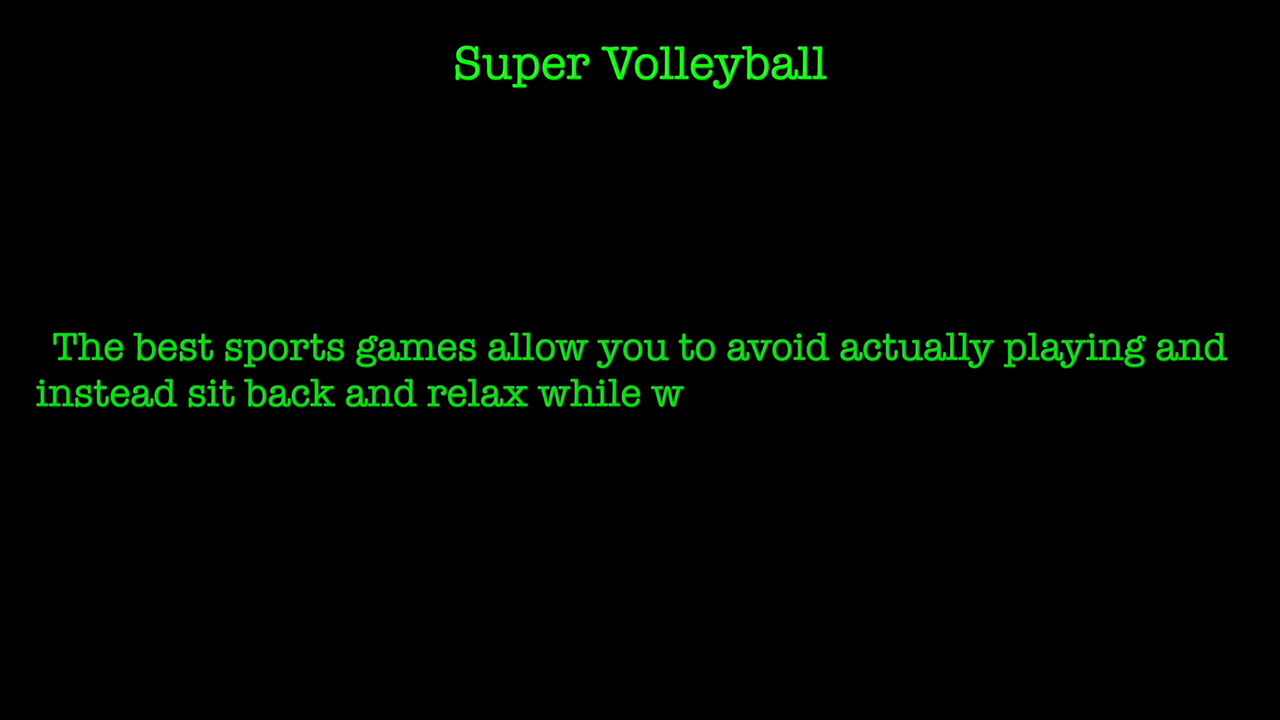 Super Volleyball
The best sports games allow you to avoid actually playing and
instead sit back and relax while w